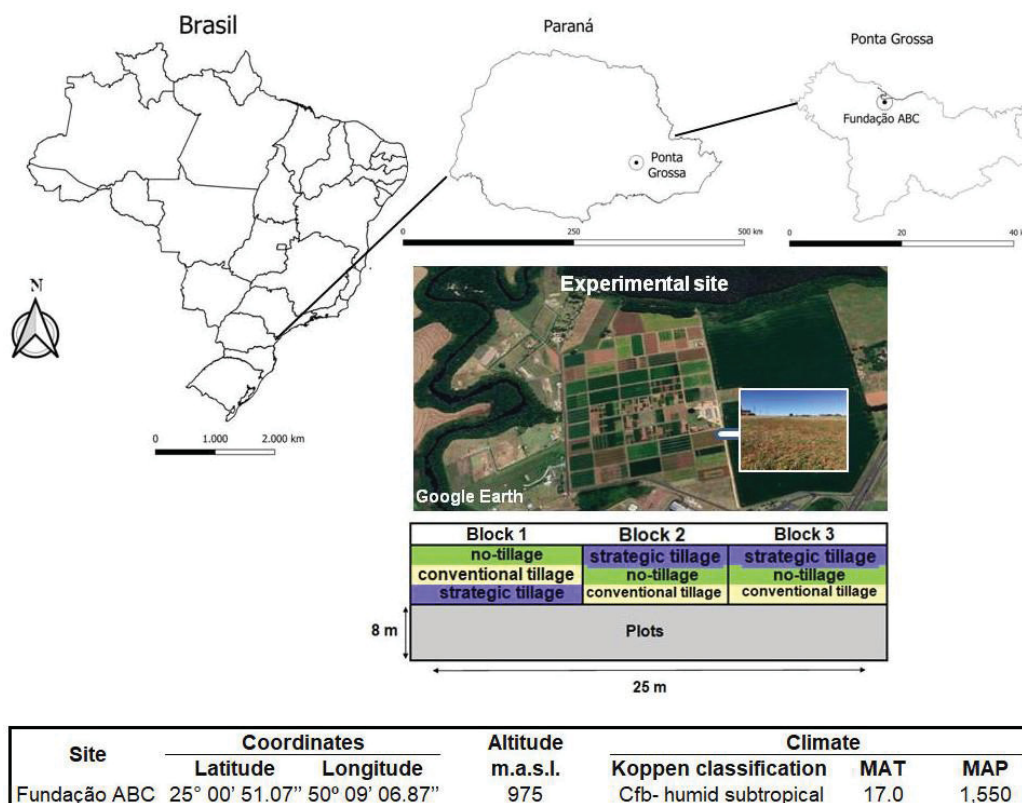 Brasil
Paraná
Ponta Grossa
Fundação ABC
Ponta
Grossa
0 250 500 km
0 20 40 k
N
0 1.000 2.000 km
Experimental site
Google Earth
Block 1 Block 2 Block 3
no-tillage strategic tillage strategic tillage
conventional tillage no-tillage no-tillage
strategic tillage conventional tillage conventional tillage
8 m
Plots
25 m
Site Coordinates Altitude Climate
Latitude Longitude m.a.s.l. Koppen classification MAT MAP
Fundação ABC 25° 00’ 51.07” 50º 09’ 06.87” 975 Cfb- humid subtropical 17.0 1,550